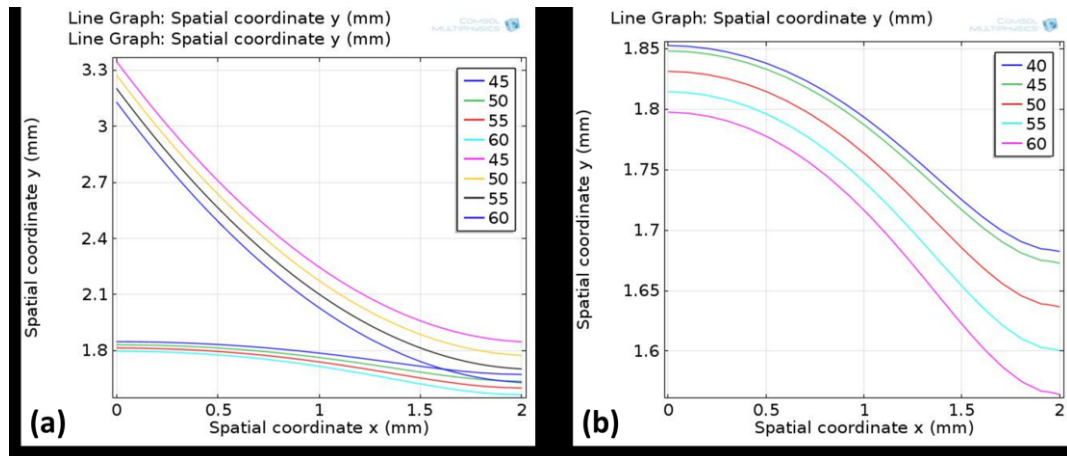 Line Graph: Spatial coordinate y (mm)
Line Graph: Spatial coordinate y (mm)
COMSOL
MULTIPHYSICS
Spatial coordinate y (mm)
3.3
3
2.7
2.4
2.1
1.8
45
50
55
60
45
50
55
60
0
0.5
1
1.5
2
Spatial coordinate x (mm)
(a)
Line Graph: Spatial coordinate y (mm)
COMSOL
MULTIPHYSICS
Spatial coordinate y (mm)
1.85
1.8
1.75
1.7
1.65
1.6
40
45
50
55
60
0
0.5
1
1.5
2
Spatial coordinate x (mm)
(b)